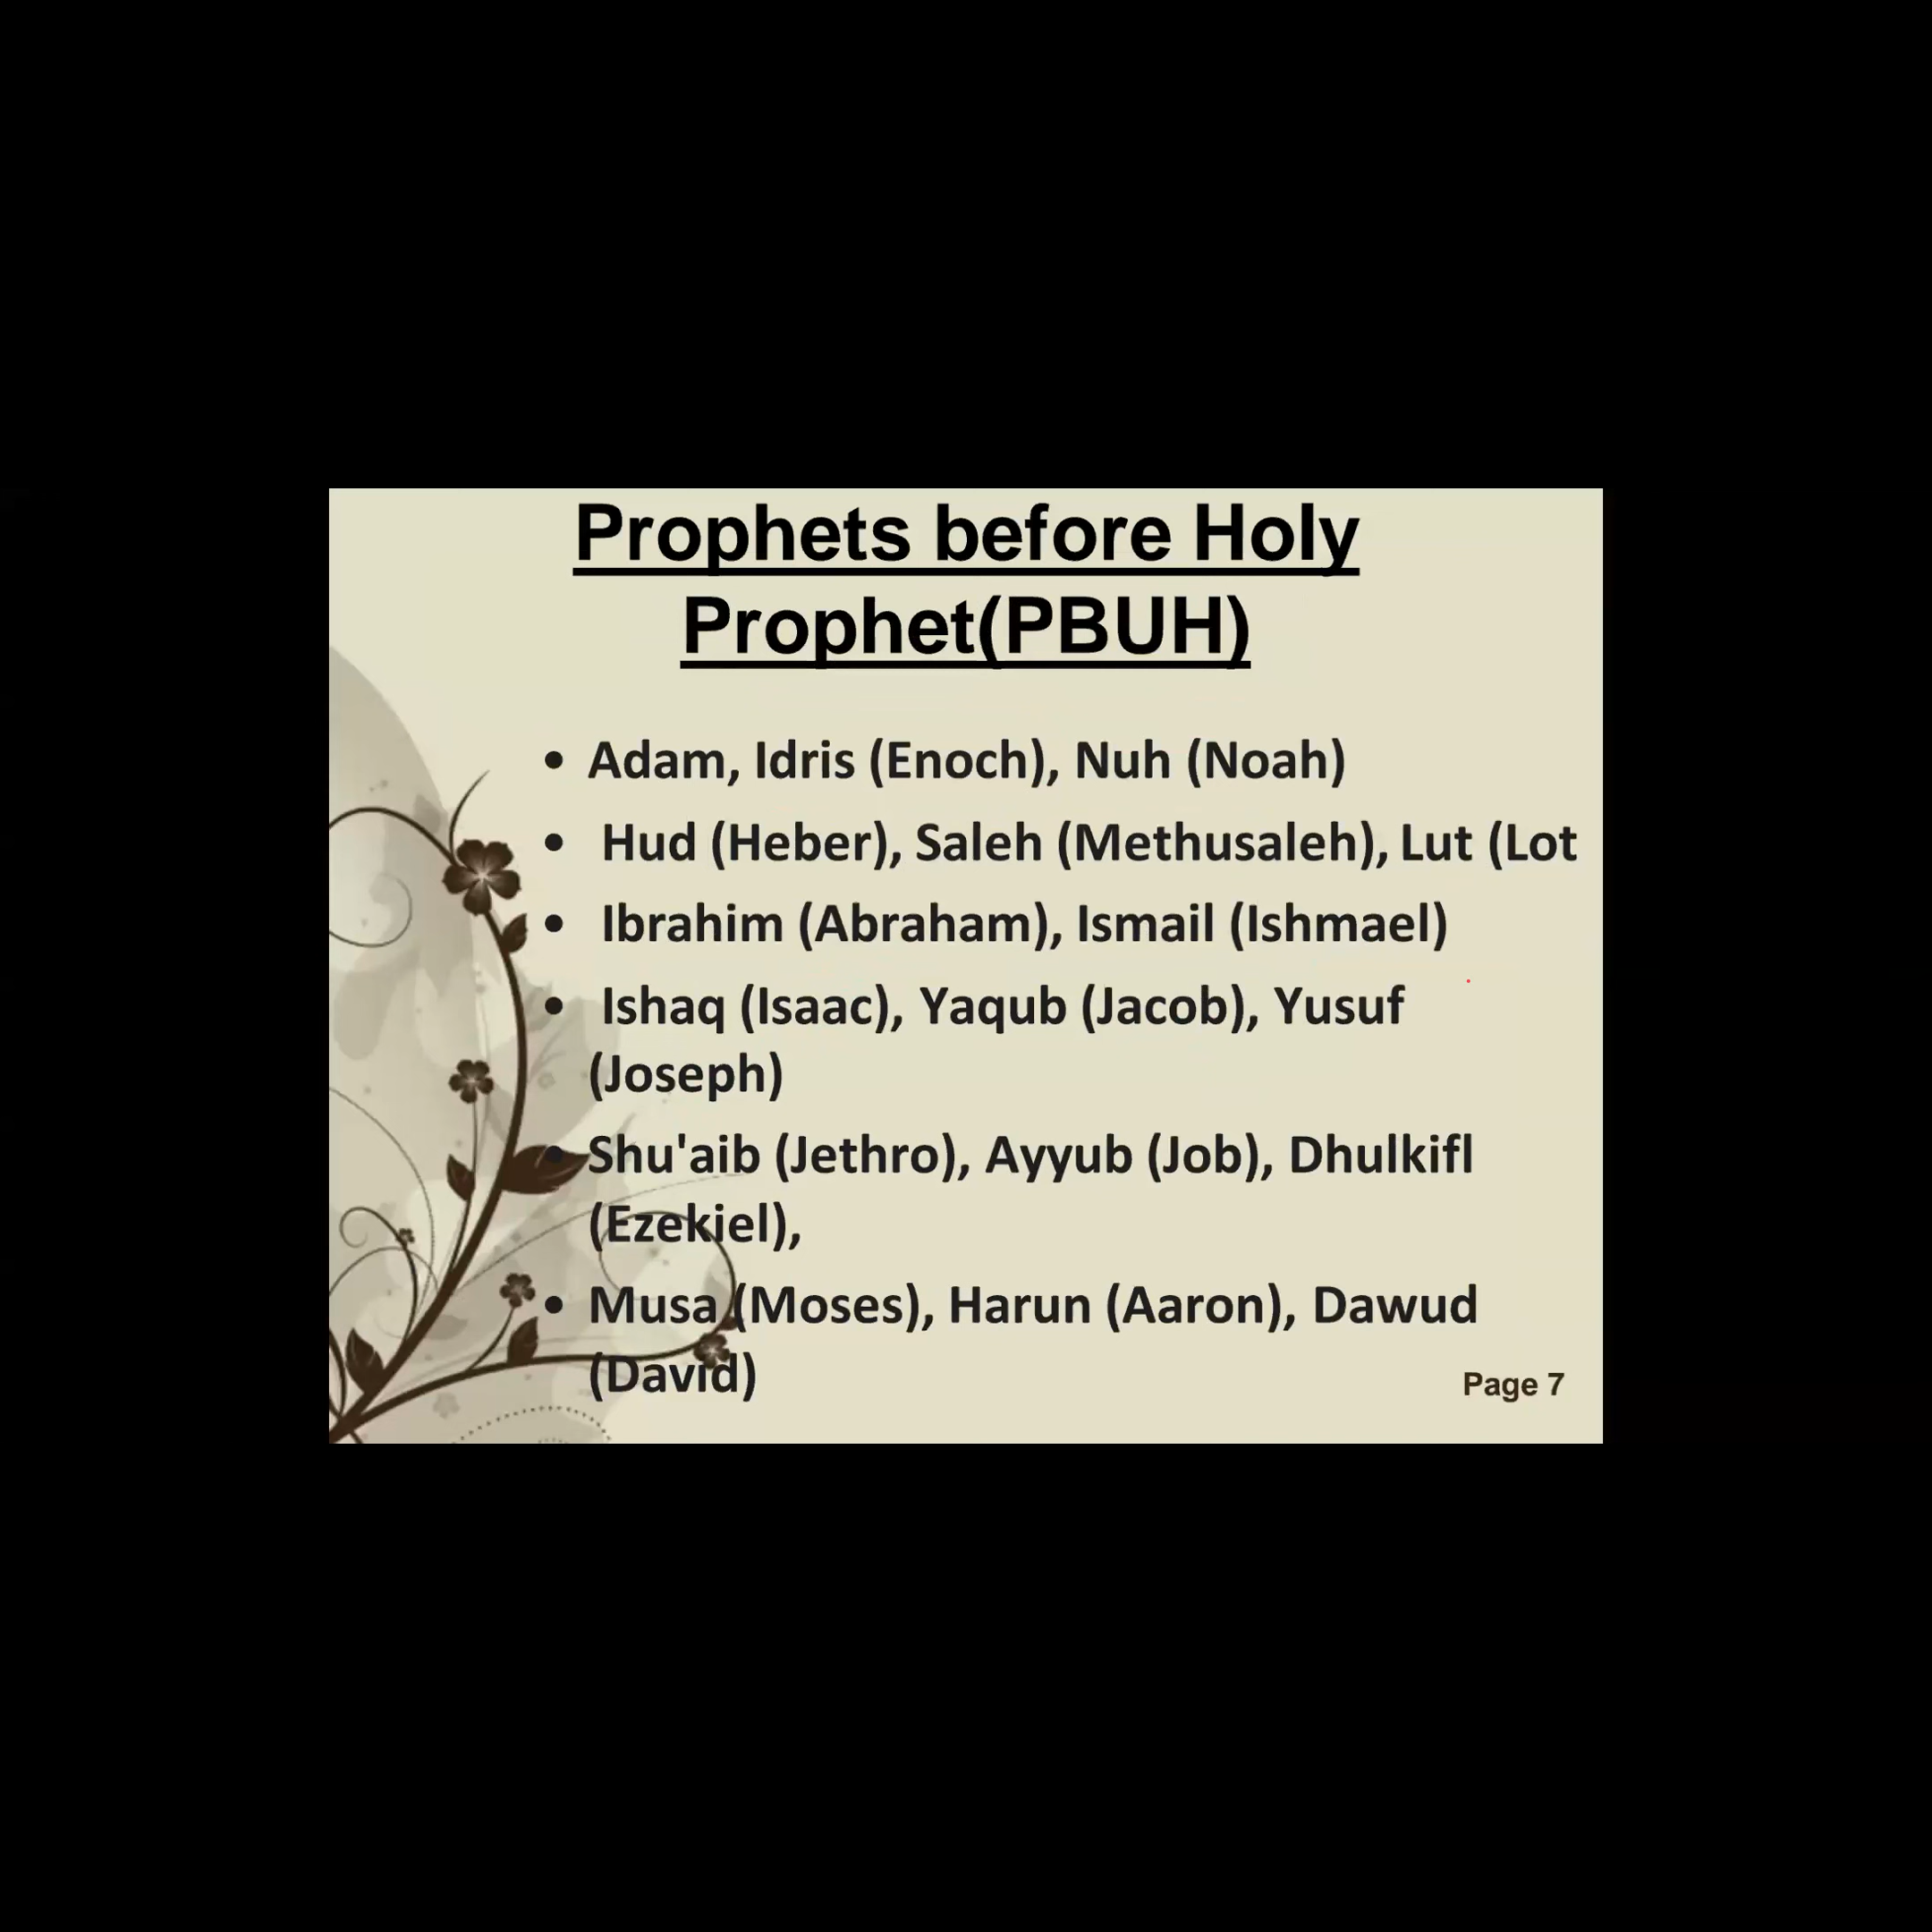 Prophets before Holy
Prophet(PBUH)
• Adam, Idris (Enoch), Nuh (Noah)
• Hud (Heber), Saleh (Methusaleh), Lut (Lot
• Ibrahim (Abraham), Ismail (Ishmael)
• Ishaq (Isaac), Yaqub (Jacob), Yusuf
(Joseph)
• Shu'aib (Jethro), Ayyub (Job), Dhulkifl
(Ezekiel),
• Musa (Moses), Harun (Aaron), Dawud
(David)
Page 7